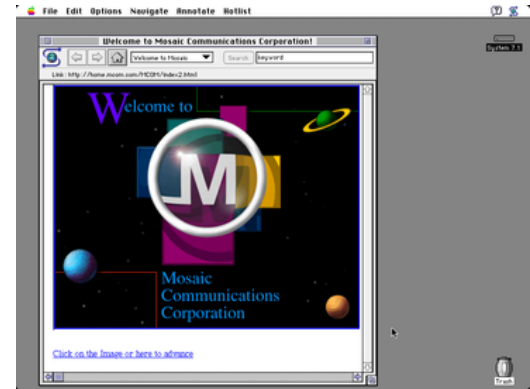 File Edit Options Navigate Annotate Hotlist
System 7.1
Welcome to Mosaic Communications Corporation!
Welcome to Mosaic
Search
keyword
Link: http://home.mcom.com/MCOM/index2.html
Welcome to
M
Mosaic
Communications
Corporation
Click on the Image or here to advance
Trash